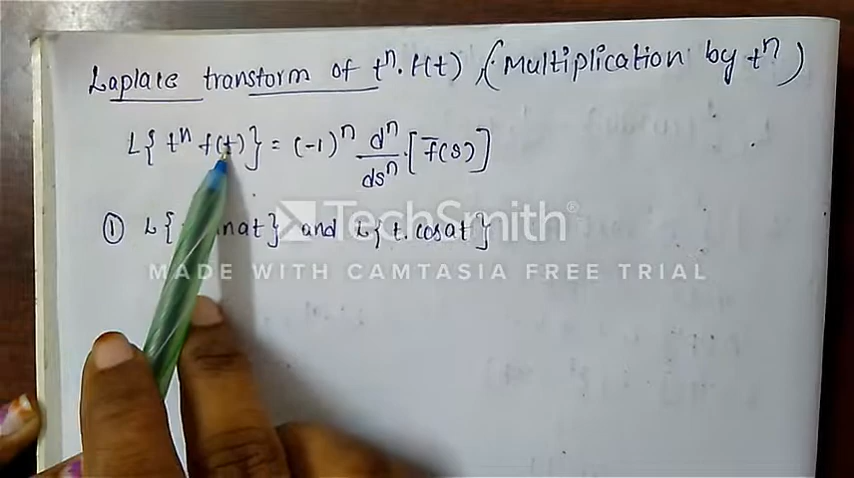 Laplace transform of tⁿ. f(t) (Multiplication by tⁿ)
L{ tⁿ f(t)} = (-1)ⁿ dⁿ/dsⁿ [f̄(s)]
TechSmith®
① L{ nat} and L{ t. cosat}
MADE WITH CAMTASIA FREE TRIAL